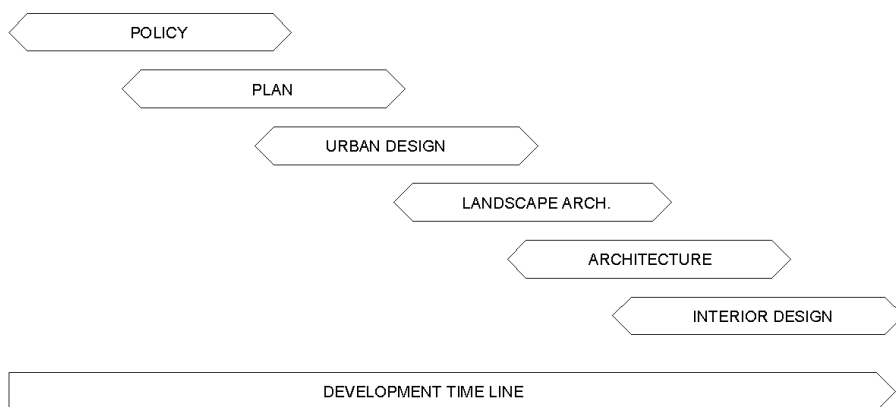 POLICY
PLAN
URBAN DESIGN
LANDSCAPE ARCH.
ARCHITECTURE
INTERIOR DESIGN
DEVELOPMENT TIME LINE